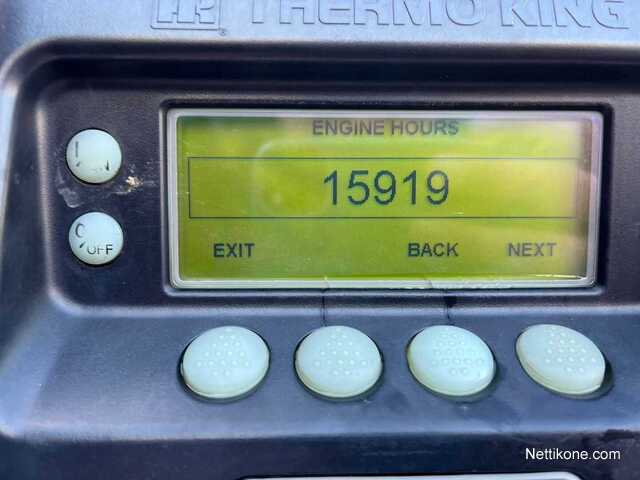 THERMO KING
ENGINE HOURS
15919
EXIT BACK NEXT
OFF
Nettikone.com